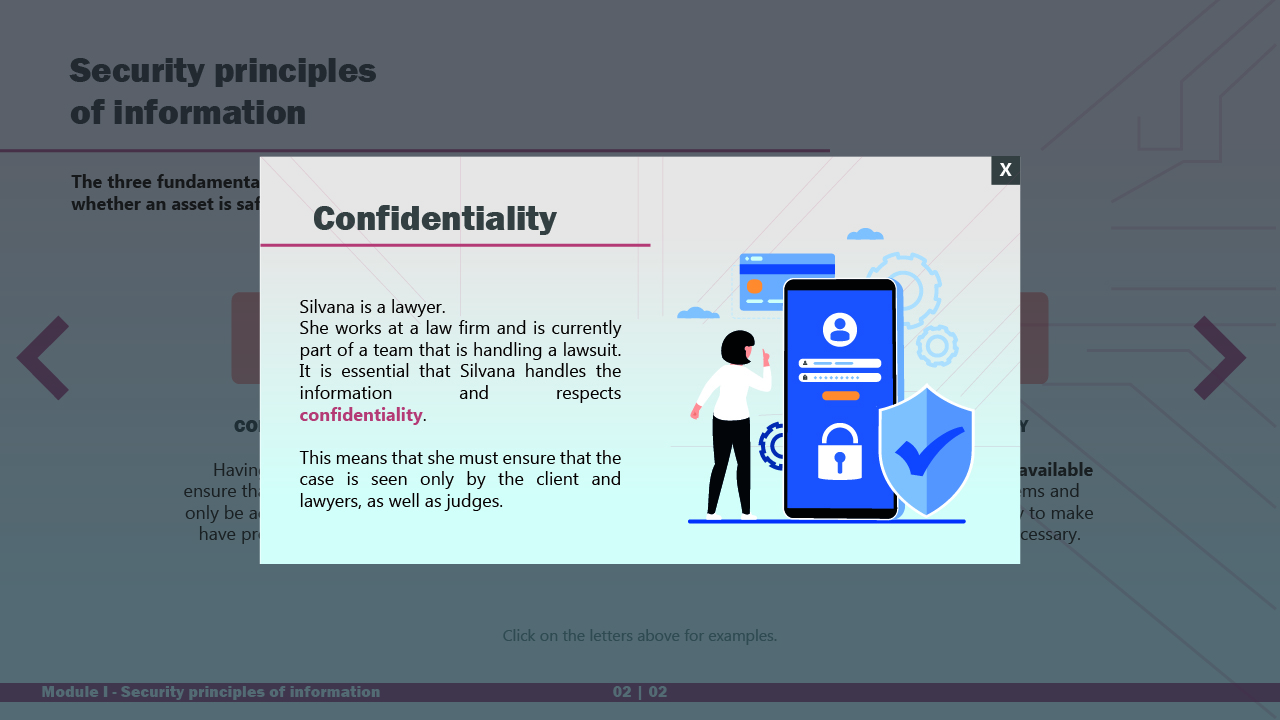 Security principles
of information
The three fundamenta
whether an asset is saf
X
Confidentiality
Silvana is a lawyer.
She works at a law firm and is currently
part of a team that is handling a lawsuit.
It is essential that Silvana handles the
information and respects
confidentiality.
This means that she must ensure that the
case is seen only by the client and
lawyers, as well as judges.
Having
available
ensure tha
ems and
only be a
to make
have pr
cessary.
Click on the letters above for examples.
Module I - Security principles of information
02 | 02